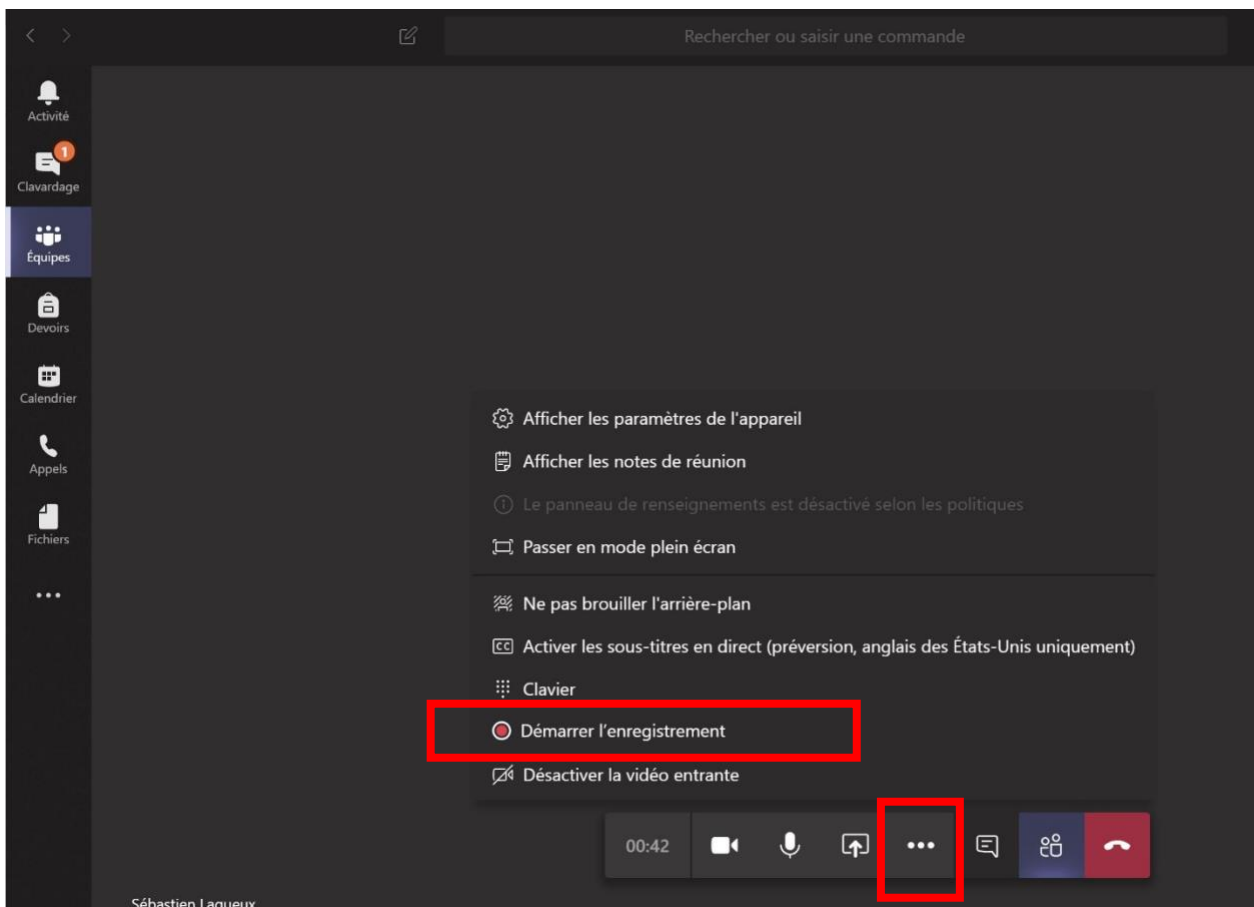 Rechercher ou saisir une commande
Activité
1
Clavardage
Équipes
Devoirs
Calendrier
Appels
Fichiers
Afficher les paramètres de l'appareil
Afficher les notes de réunion
Le panneau de renseignements est désactivé selon les politiques
Passer en mode plein écran
Ne pas brouiller l'arrière-plan
CC Activer les sous-titres en direct (préversion, anglais des États-Unis uniquement)
Clavier
Démarrer l'enregistrement
Désactiver la vidéo entrante
00:42
Sébastien Laqueux